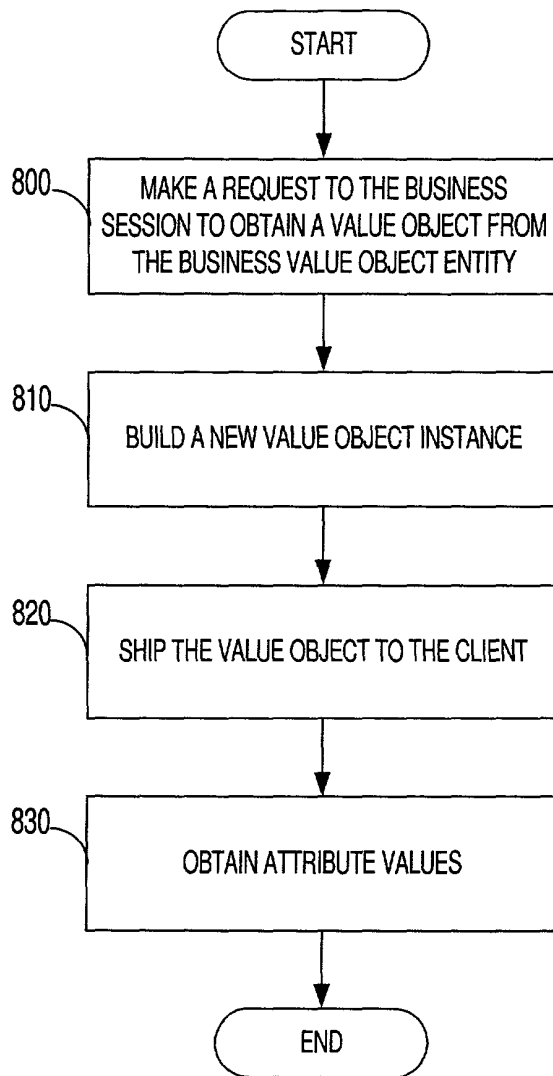 START
800
MAKE A REQUEST TO THE BUSINESS
SESSION TO OBTAIN A VALUE OBJECT FROM
THE BUSINESS VALUE OBJECT ENTITY
810
BUILD A NEW VALUE OBJECT INSTANCE
820
SHIP THE VALUE OBJECT TO THE CLIENT
830
OBTAIN ATTRIBUTE VALUES
END